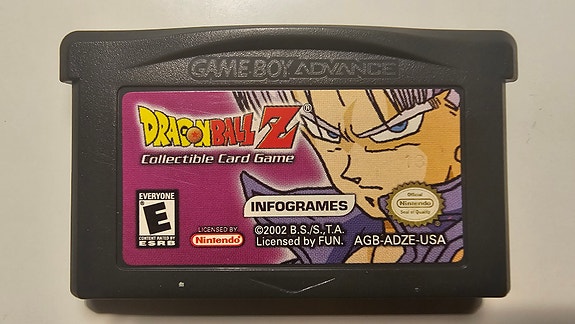 GAME BOY ADVANCE
DRAGON BALL Z®
Collectible Card Game
INFOGRAMES
EVERYONE
E
CONTENT RATED BY
ESRB
LICENSED BY
Nintendo
©2002 B.S./S.,T.A.
Licensed by FUN.
Official
Nintendo
Seal of Quality
AGB-ADZE-USA